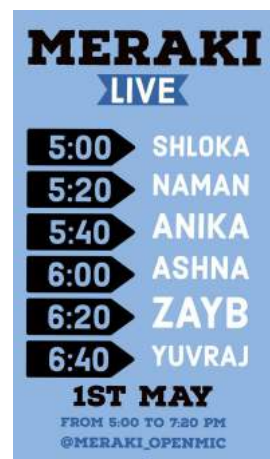 MERAKI
LIVE
5:00 SHLOKA
5:20 NAMAN
5:40 ANIKA
6:00 ASHNA
6:20 ZAYB
6:40 YUVRAJ
1ST MAY
FROM 5:00 TO 7:20 PM
@MERAKI_OPENMIC